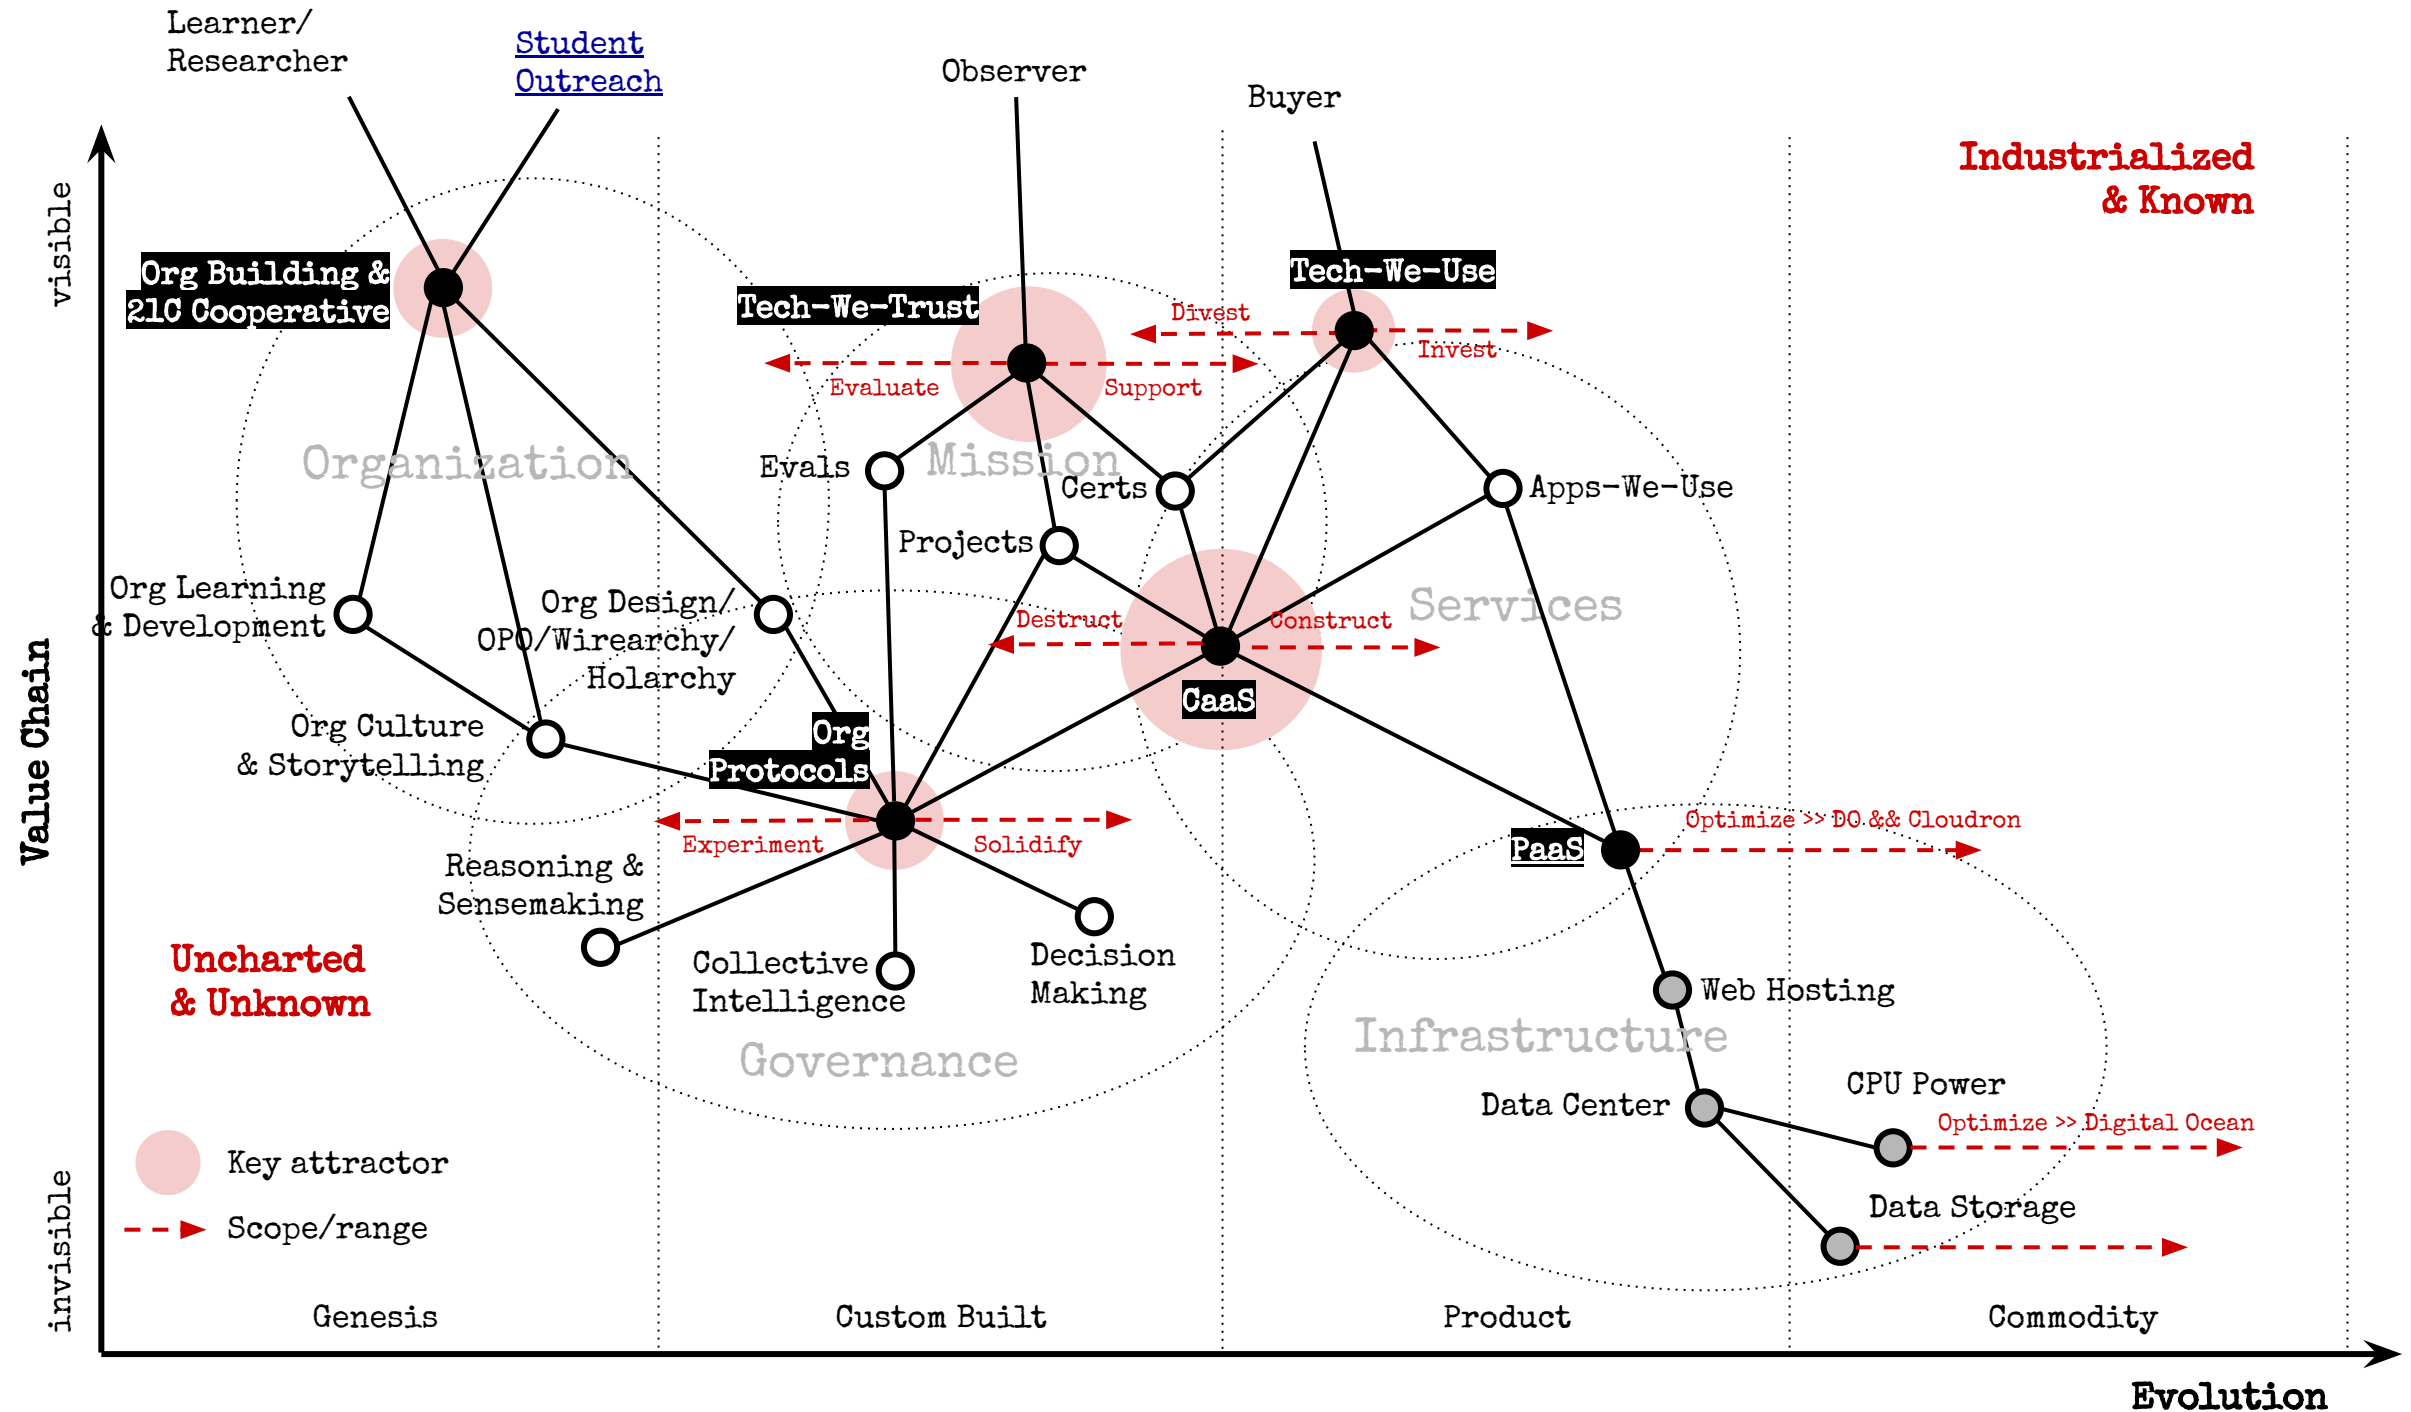 Learner/
Researcher
Student
Outreach
Observer
Buyer
Industrialized
& Known
visible
Org Building &
21C Cooperative
Tech-We-Trust
Tech-We-Use
Divest
Invest
Evaluate
Support
Organization
Evals
Mission
Certs
Apps-We-Use
Projects
Org Learning
& Development
Org Design/
OPO/Wirearchy/
Holarchy
Destruct
Construct
Services
CaaS
Value Chain
Org Culture
& Storytelling
Org
Protocols
Experiment
Solidify
Optimize >> DO && Cloudron
PaaS
Reasoning &
Sensemaking
Uncharted
& Unknown
Collective
Intelligence
Decision
Making
Web Hosting
Governance
Infrastructure
CPU Power
Data Center
Optimize >> Digital Ocean
Key attractor
Data Storage
Scope/range
invisible
Genesis
Custom Built
Product
Commodity
Evolution